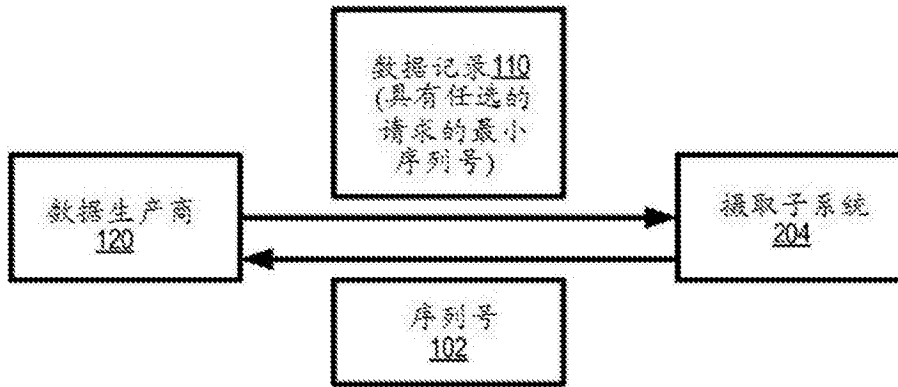 数据记录110
(具有任选的
请求的最小
序列号)
数据生产商
120
摄取子系统
204
序列号
102